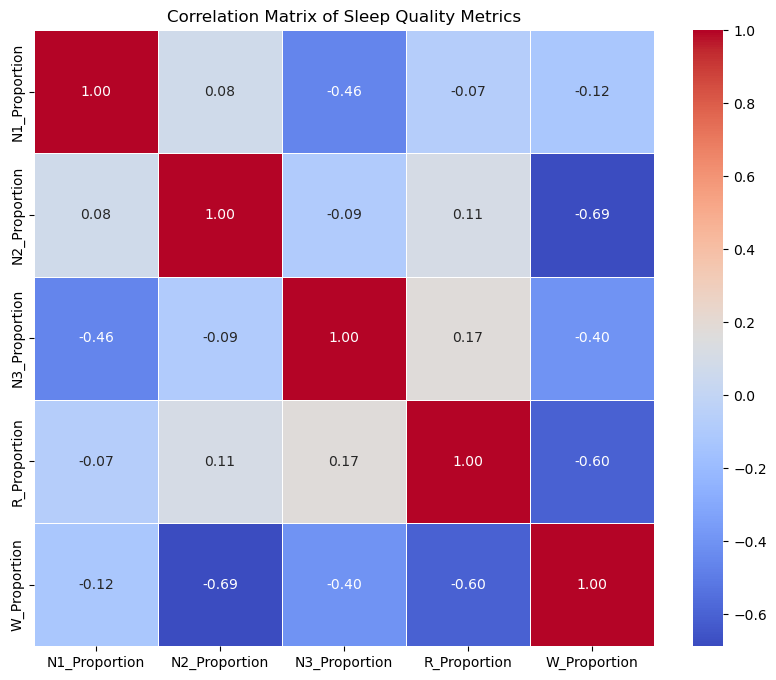 Correlation Matrix of Sleep Quality Metrics
N1_Proportion
1.00 0.08 -0.46 -0.07 -0.12
N2_Proportion
0.08 1.00 -0.09 0.11 -0.69
N3_Proportion
-0.46 -0.09 1.00 0.17 -0.40
R_Proportion
-0.07 0.11 0.17 1.00 -0.60
W_Proportion
-0.12 -0.69 -0.40 -0.60 1.00
N1_Proportion N2_Proportion N3_Proportion R_Proportion W_Proportion
1.0
0.8
0.6
0.4
0.2
0.0
−0.2
−0.4
−0.6